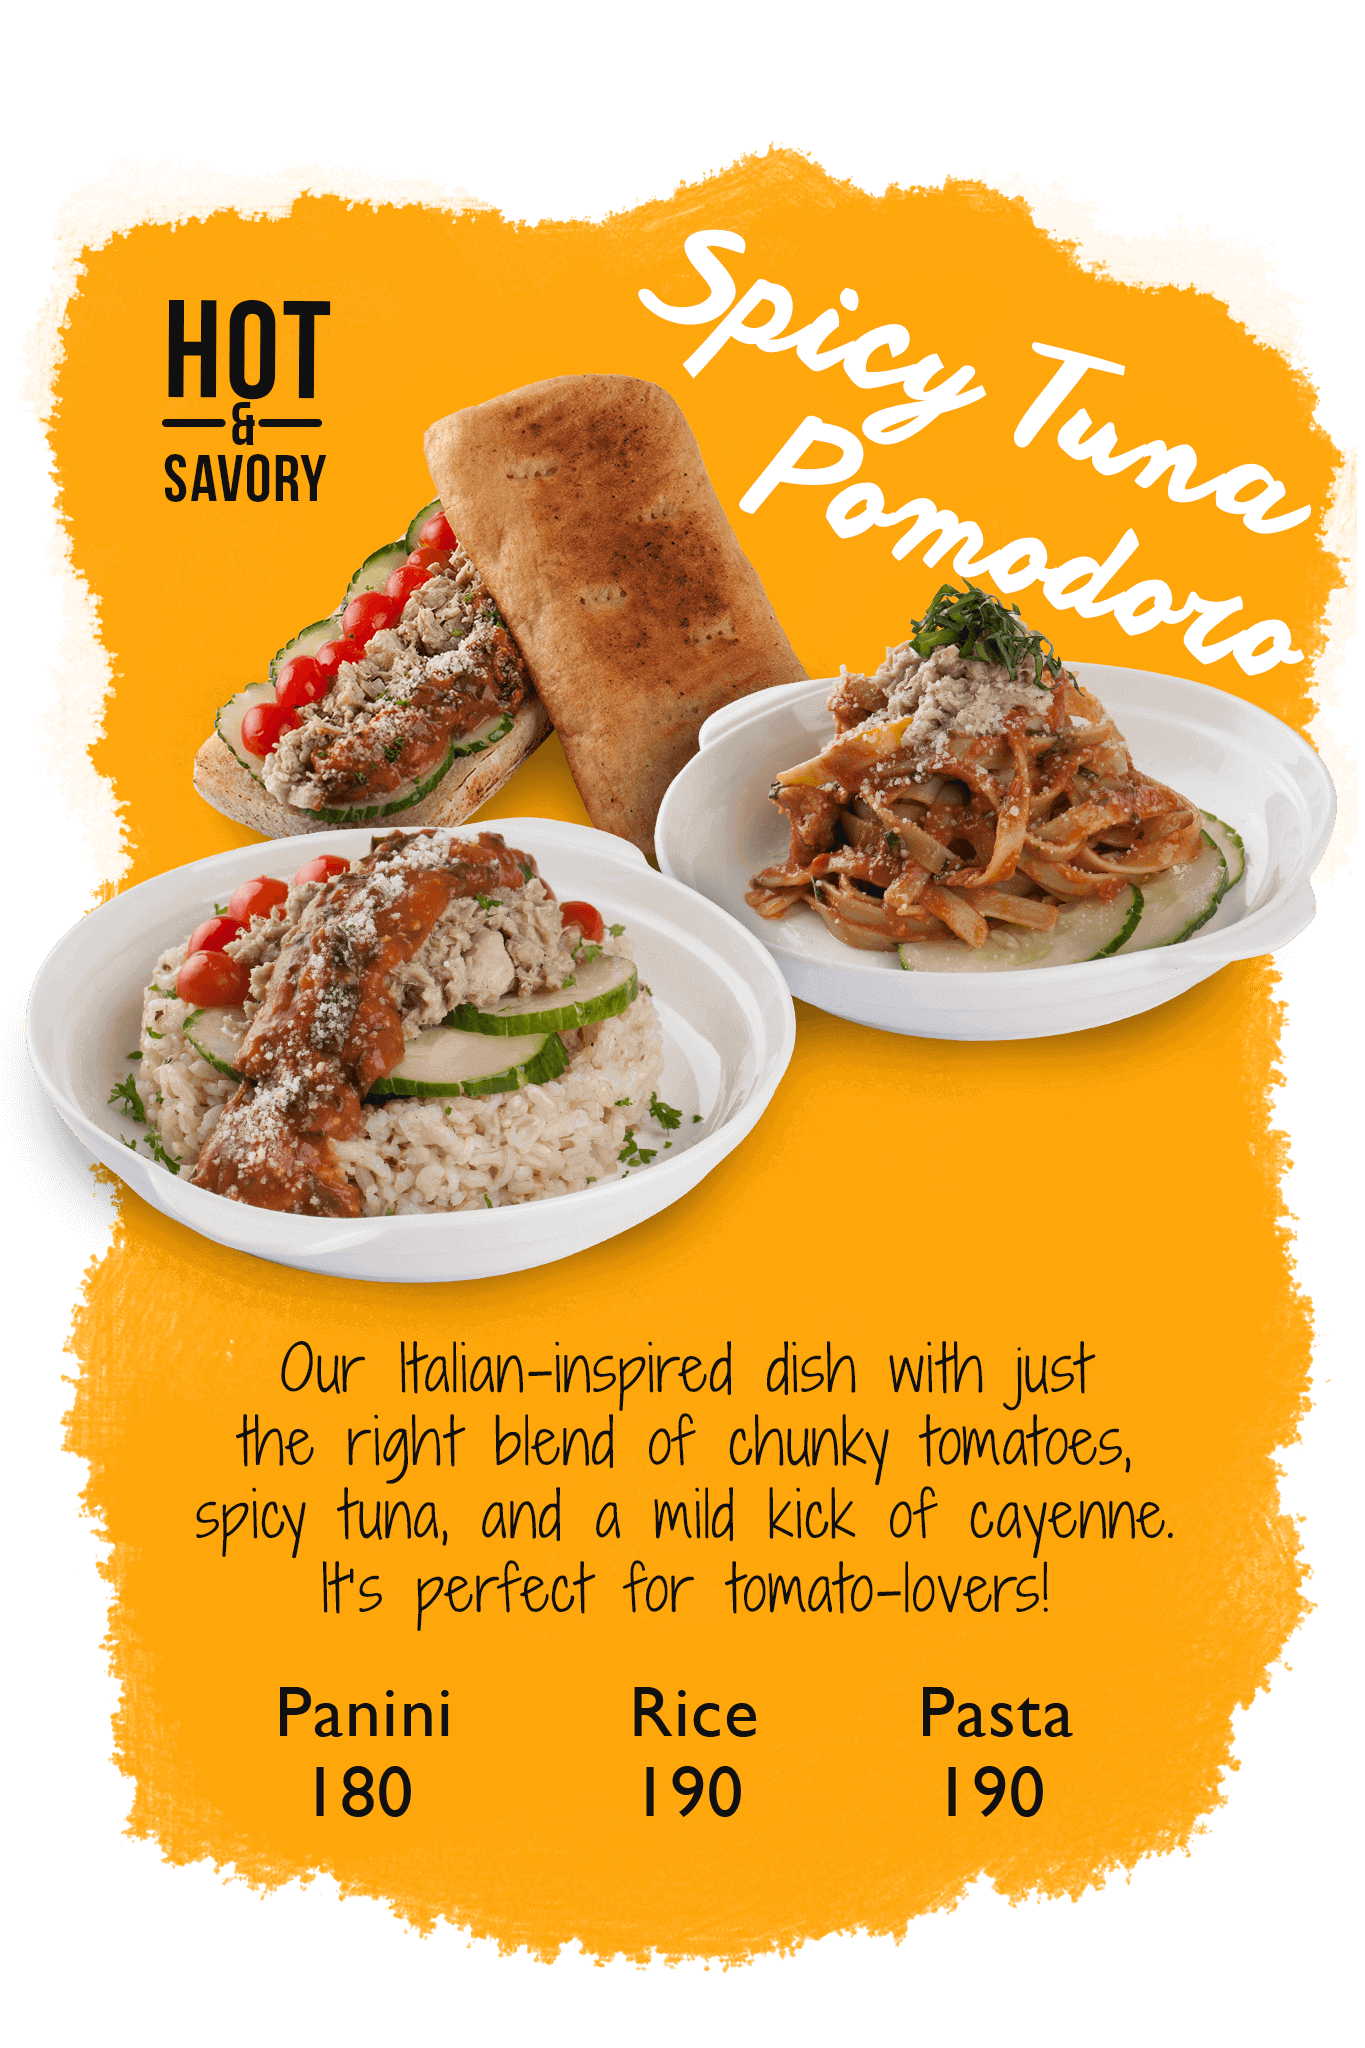 HOT
&
SAVORY
Spicy Tuna
Pomodoro
Our Italian-inspired dish with just
the right blend of chunky tomatoes,
spicy tuna, and a mild kick of cayenne.
It's perfect for tomato-lovers!
Panini Rice Pasta
180 190 190